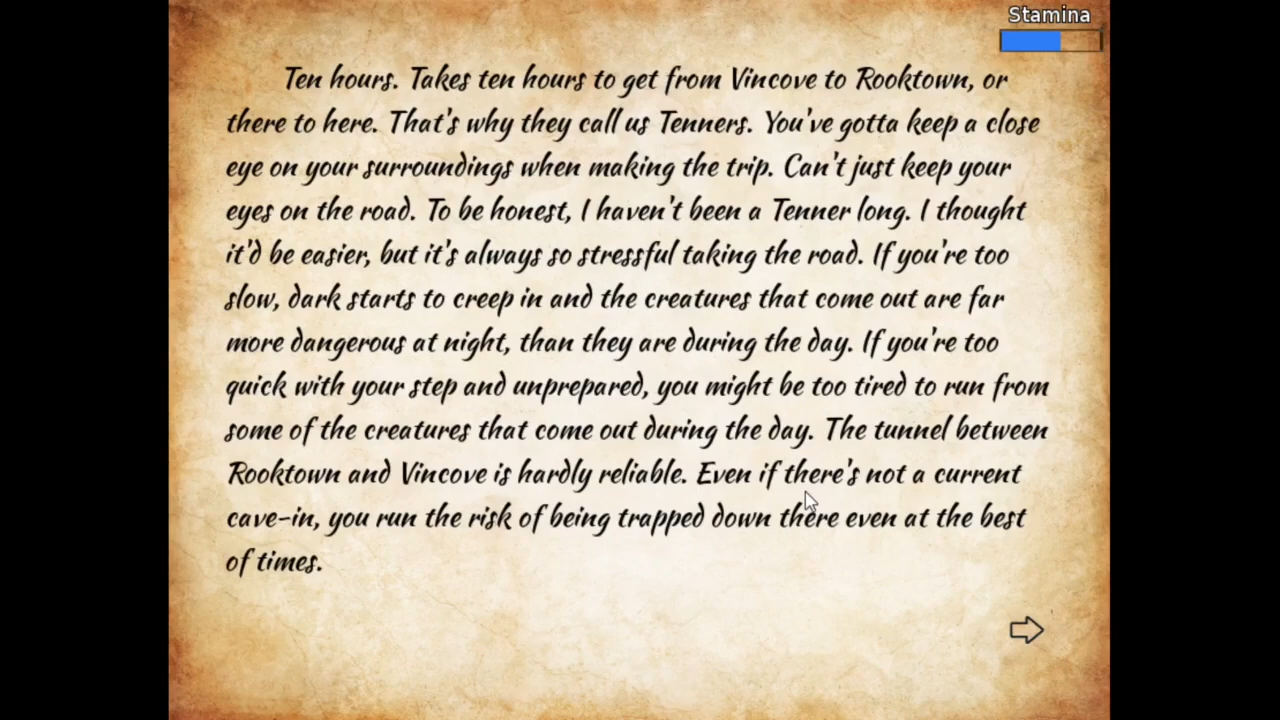 Stamina
Ten hours. Takes ten hours to get from Vincove to Rooktown, or
there to here. That's why they call us Tenners. You've gotta keep a close
eye on your surroundings when making the trip. Can't just keep your
eyes on the road. To be honest, I haven't been a Tenner long. I thought
it'd be easier, but it's always so stressful taking the road. If you're too
slow, dark starts to creep in and the creatures that come out are far
more dangerous at night, than they are during the day. If you're too
quick with your step and unprepared, you might be too tired to run from
some of the creatures that come out during the day. The tunnel between
Rooktown and Vincove is hardly reliable. Even if there's not a current
cave-in, you run the risk of being trapped down there even at the best
of times.